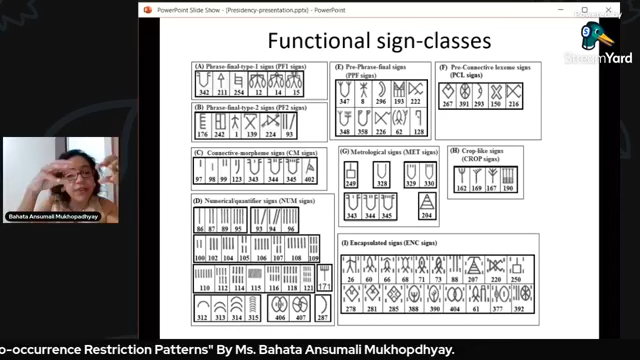 PowerPoint Slide Show - [Presidency-presentation.pptx] - PowerPoint
StreamYard
Functional sign-classes
(A) Phrase-final-type-1 signs (PF1 signs)
342 211 254 12 14 15
(B) Phrase-final-type-2 signs (PF2 signs)
176 242 1 139 224 93
(C) Connective-morpheme signs (CM signs)
97 98 99 123 343 344 345 402
(D) Numerical/quantifier signs (NUM signs)
86 87 89 95 93 94 96
100 102 104 105 106 107 108 109
110 112 114 115 116 118 121 171
312 313 314 315 406 407 287
(E) Pre-Phrase-final signs
(PPF signs)
347 8 296 193 222
348 358 226 62 128
(F) Pre-Connective lexeme signs
(PCL signs)
267 391 293 150 216
(G) Metrological signs (MET signs)
249 328 329 330
343 344 345 204
(H) Crop-like signs
(CROP signs)
162 169 167 190
(I) Encapsulated signs (ENC signs)
26 60 66 68 71 73 88 207 220 250
278 281 285 388 390 404 61 377 392
Bahata Ansumali Mukhopadhyay
o-occurrence Restriction Patterns" By Ms. Bahata Ansumali Mukhopdhyay.